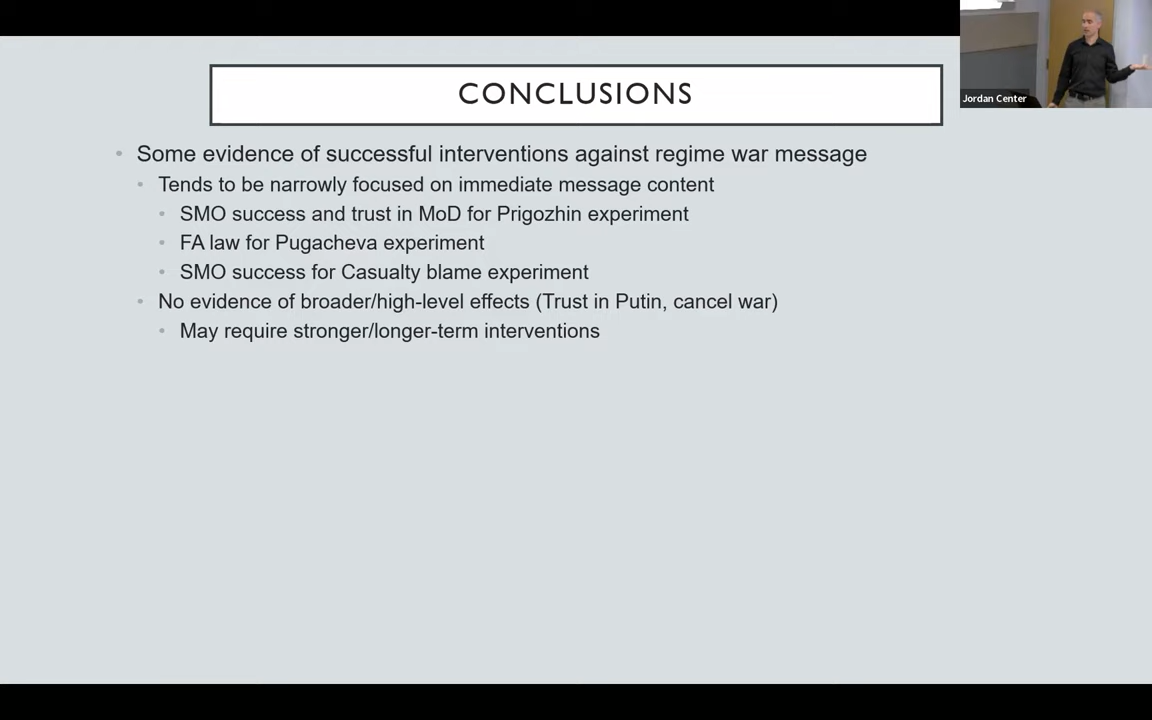 CONCLUSIONS
Jordan Center
• Some evidence of successful interventions against regime war message
• Tends to be narrowly focused on immediate message content
• SMO success and trust in MoD for Prigozhin experiment
• FA law for Pugacheva experiment
• SMO success for Casualty blame experiment
• No evidence of broader/high-level effects (Trust in Putin, cancel war)
• May require stronger/longer-term interventions